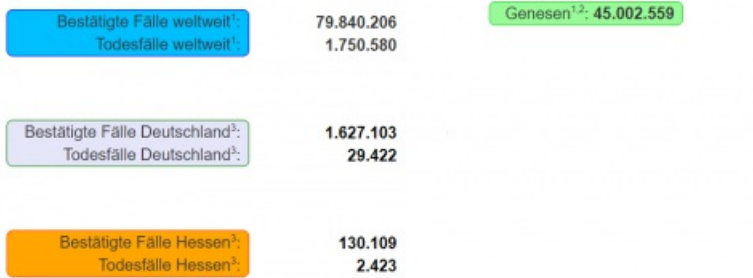 Bestätigte Fälle weltweit¹: 79.840.206
Todesfälle weltweit¹: 1.750.580
Genesen¹,²: 45.002.559
Bestätigte Fälle Deutschland³: 1.627.103
Todesfälle Deutschland³: 29.422
Bestätigte Fälle Hessen³: 130.109
Todesfälle Hessen³: 2.423